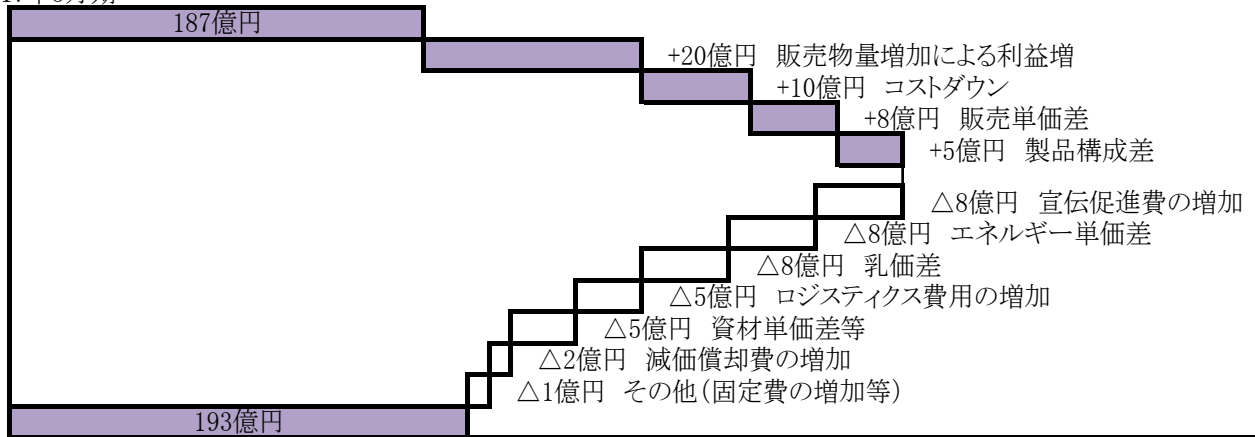 187億円
+20億円 販売物量増加による利益増
+10億円 コストダウン
+8億円 販売単価差
+5億円 製品構成差
△8億円 宣伝促進費の増加
△8億円 エネルギー単価差
△8億円 乳価差
△5億円 ロジスティクス費用の増加
△5億円 資材単価差等
△2億円 減価償却費の増加
△1億円 その他(固定費の増加等)
193億円